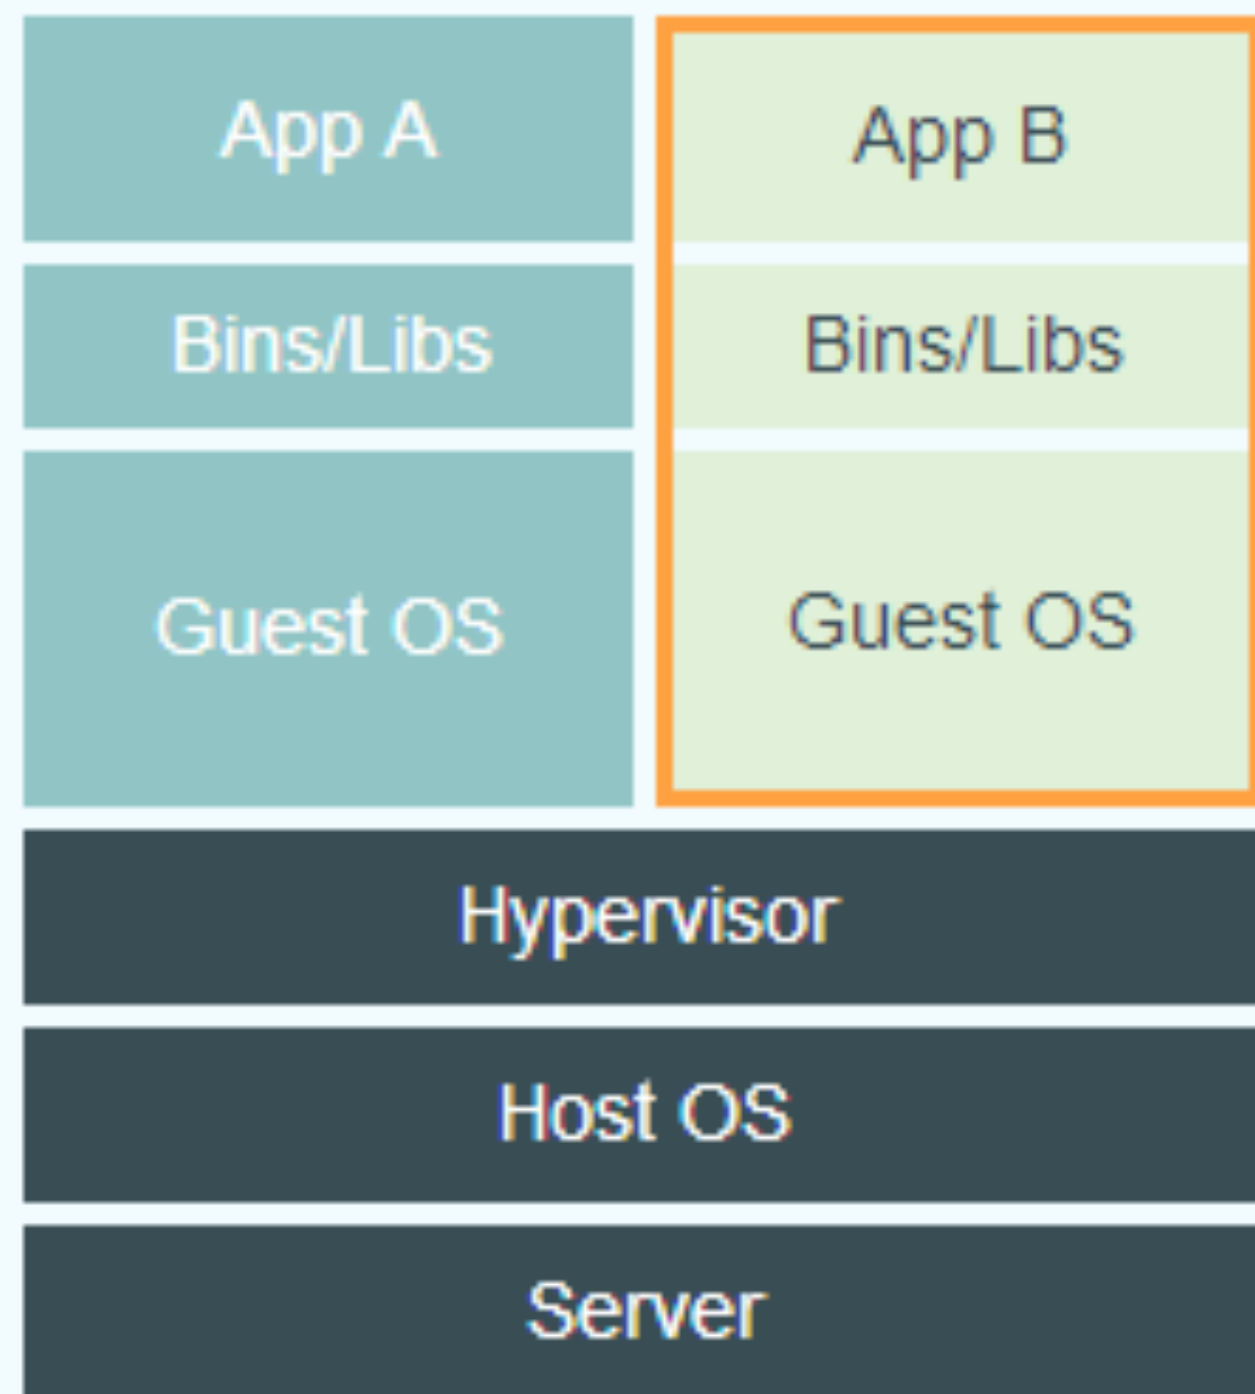 App A
App B
Bins/Libs
Bins/Libs
Guest OS
Guest OS
Hypervisor
Host OS
Server